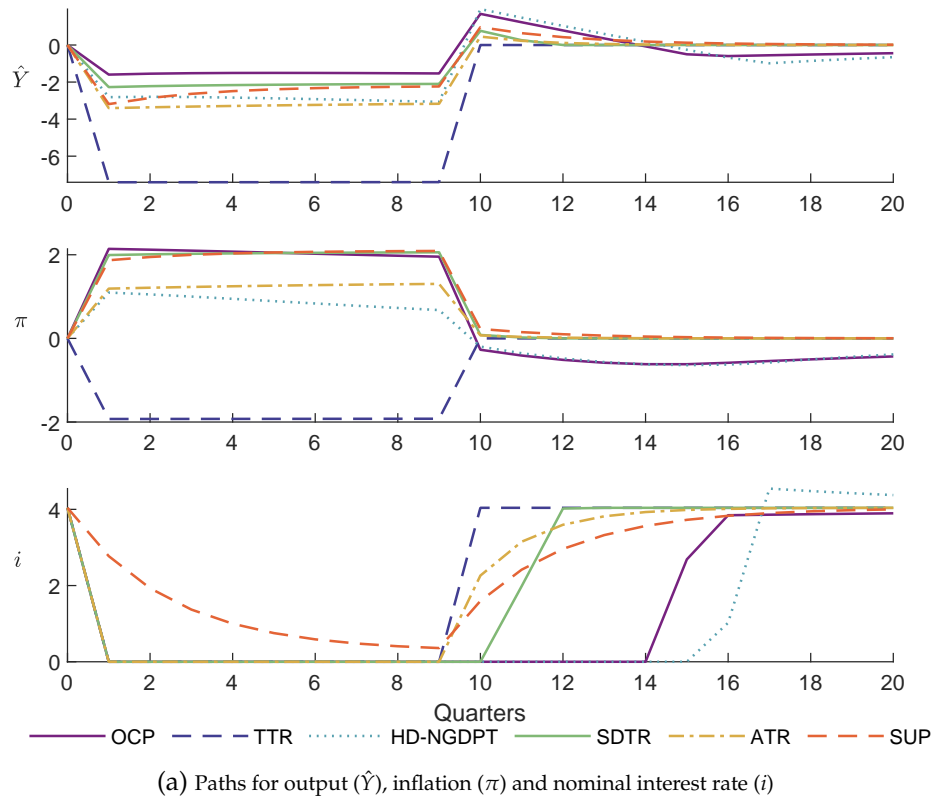 0
-2
-4
-6
Ŷ
0 2 4 6 8 10 12 14 16 18 20
2
0
-2
π
0 2 4 6 8 10 12 14 16 18 20
4
2
0
i
0 2 4 6 8 10 12 14 16 18 20
Quarters
OCP TTR HD-NGDPT SDTR ATR SUP
(a) Paths for output (Ŷ), inflation (π) and nominal interest rate (i)